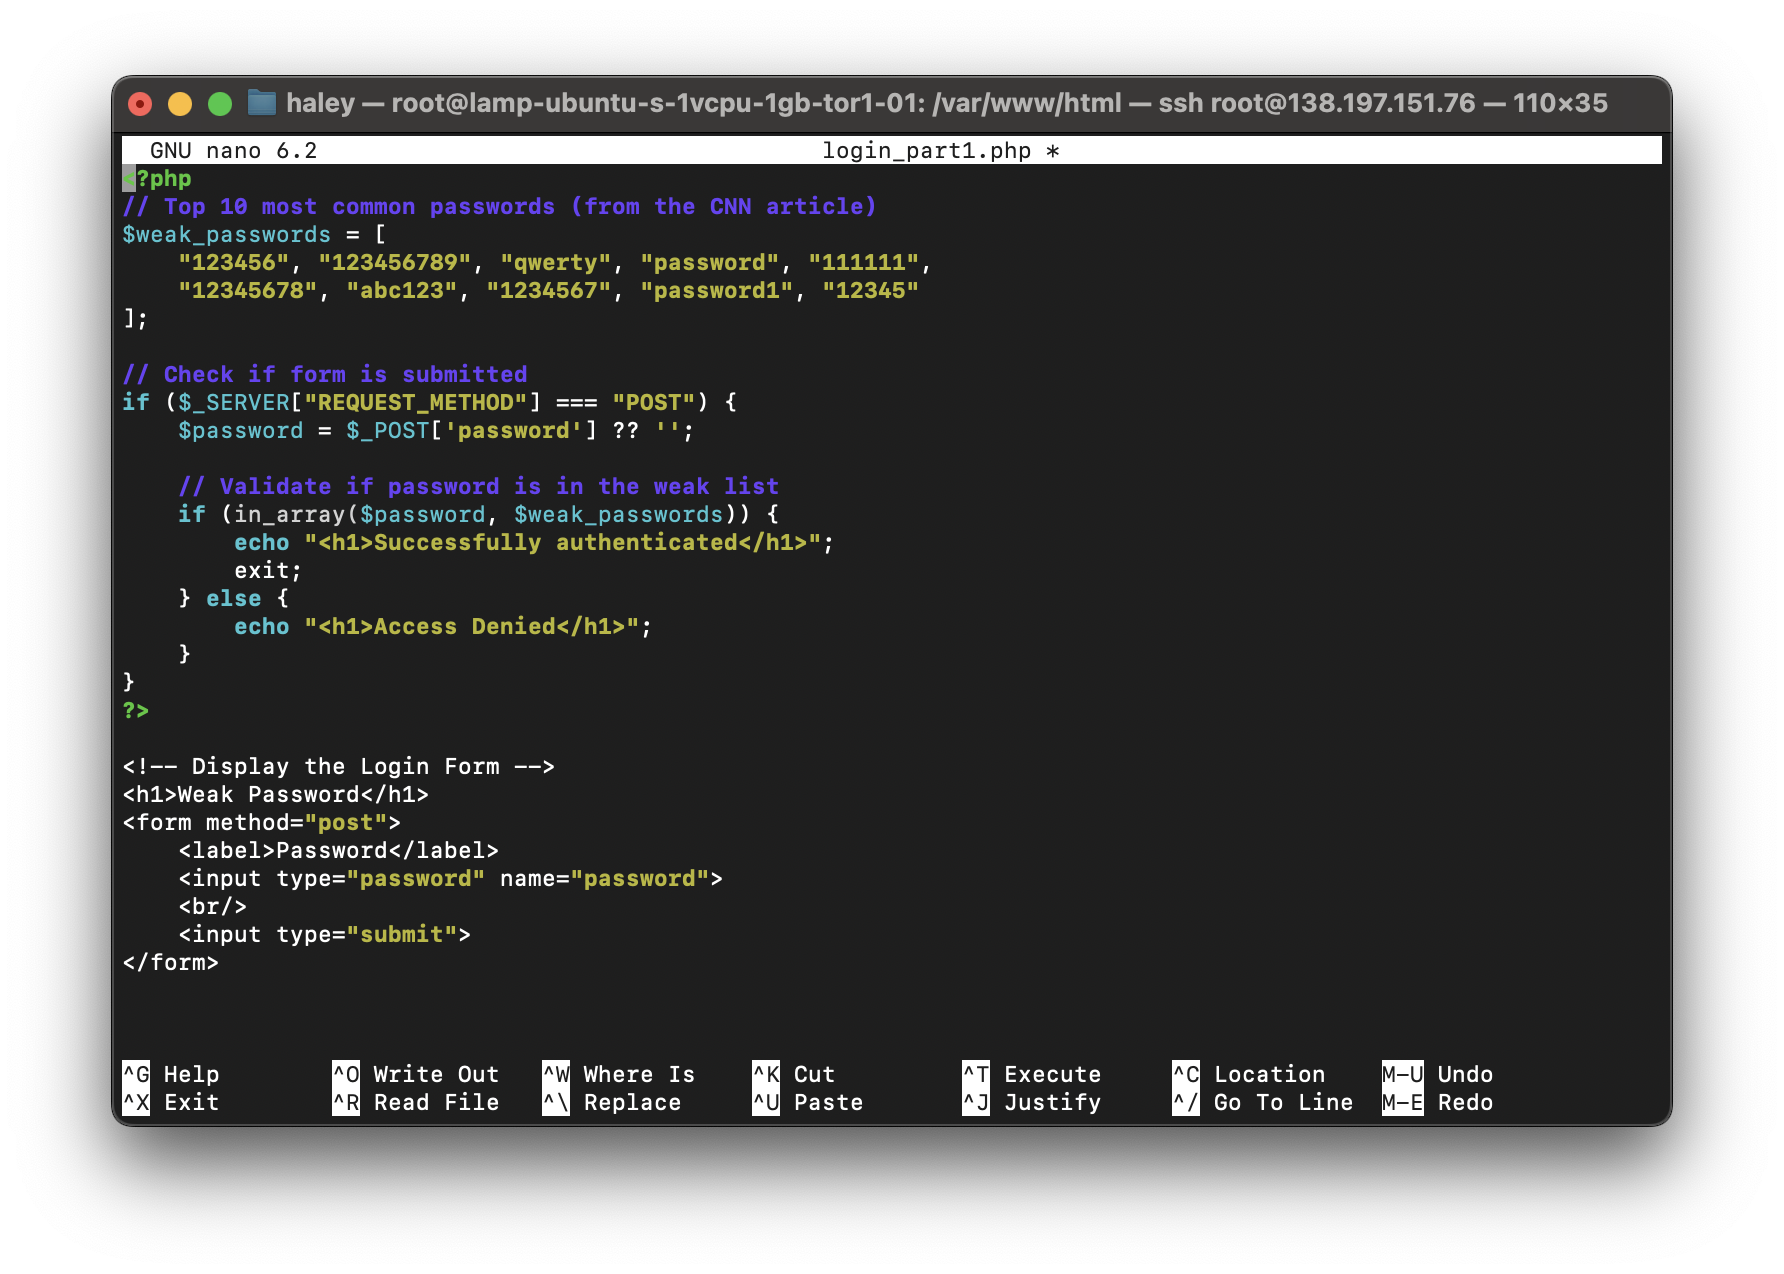 haley — root@lamp-ubuntu-s-1vcpu-1gb-tor1-01: /var/www/html — ssh root@138.197.151.76 — 110×35
GNU nano 6.2 login_part1.php *
<?php
// Top 10 most common passwords (from the CNN article)
$weak_passwords = [
    "123456", "123456789", "qwerty", "password", "111111",
    "12345678", "abc123", "1234567", "password1", "12345"
];

// Check if form is submitted
if ($_SERVER["REQUEST_METHOD"] === "POST") {
    $password = $_POST['password'] ?? '';

    // Validate if password is in the weak list
    if (in_array($password, $weak_passwords)) {
        echo "<h1>Successfully authenticated</h1>";
        exit;
    } else {
        echo "<h1>Access Denied</h1>";
    }
}
?>

<!-- Display the Login Form -->
<h1>Weak Password</h1>
<form method="post">
    <label>Password</label>
    <input type="password" name="password">
    <br/>
    <input type="submit">
</form>

^G Help ^O Write Out ^W Where Is ^K Cut ^T Execute ^C Location M-U Undo
^X Exit ^R Read File ^\ Replace ^U Paste ^J Justify ^/ Go To Line M-E Redo